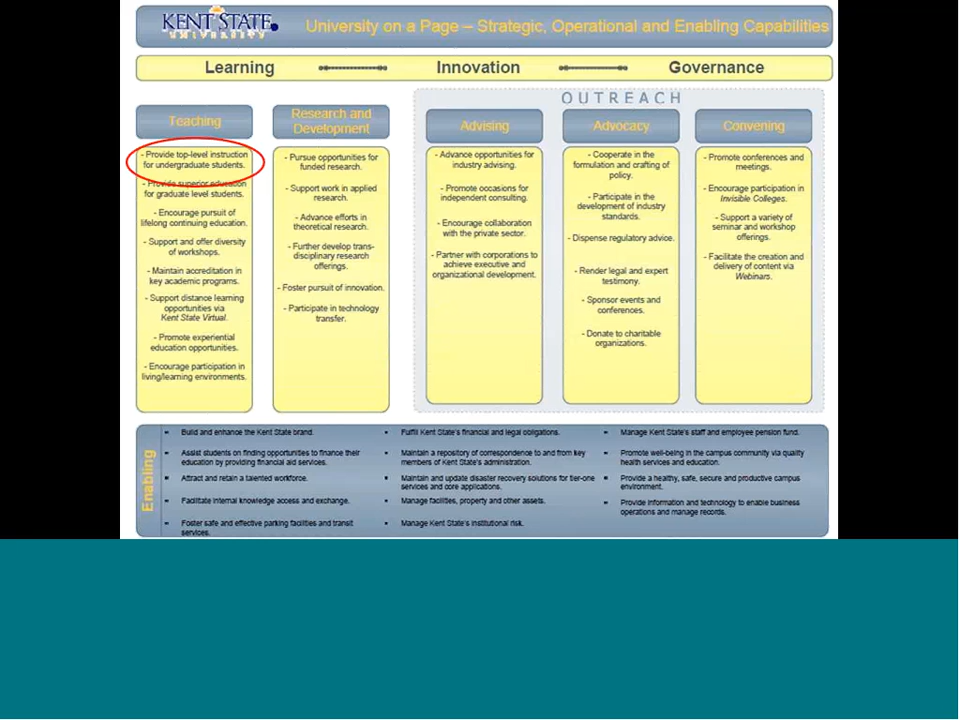 KENT STATE
UNIVERSITY
University on a Page – Strategic, Operational and Enabling Capabilities
Learning
Innovation
Governance
OUTREACH
Teaching
- Provide top-level instruction
for undergraduate students.
- Provide superior education
for graduate level students.
- Encourage pursuit of
lifelong continuing education.
- Support and offer diversity
of workshops.
- Maintain accreditation in
key academic programs.
- Support distance learning
opportunities via
Kent State Virtual.
- Promote experiential
education opportunities.
- Encourage participation in
living/learning environments.
Research and
Development
- Pursue opportunities for
funded research.
- Support work in applied
research.
- Advance efforts in
theoretical research.
- Further develop trans-
disciplinary research
offerings.
- Foster pursuit of innovation.
- Participate in technology
transfer.
Advising
- Advance opportunities for
industry advising.
- Promote occasions for
independent consulting.
- Encourage collaboration
with the private sector.
- Partner with corporations to
achieve executive and
organizational development.
Advocacy
- Cooperate in the
formulation and crafting of
policy.
- Participate in the
development of industry
standards.
- Dispense regulatory advice.
- Render legal and expert
testimony.
- Sponsor events and
conferences.
- Donate to charitable
organizations.
Convening
- Promote conferences and
meetings.
- Encourage participation in
Invisible Colleges.
- Support a variety of
seminar and workshop
offerings.
- Facilitate the creation and
delivery of content via
Webinars.
Enabling
Build and enhance the Kent State brand.
Assist students on finding opportunities to finance their
education by providing financial aid services.
Attract and retain a talented workforce.
Facilitate internal knowledge access and exchange.
Foster safe and effective parking facilities and transit
services.
Fulfill Kent State's financial and legal obligations.
Maintain a repository of correspondence to and from key
members of Kent State's administration.
Maintain and update disaster recovery solutions for tier-one
services and core applications.
Manage facilities, property and other assets.
Manage Kent State's institutional risk.
Manage Kent State's staff and employee pension fund.
Promote well-being in the campus community via quality
health services and education.
Provide a healthy, safe, secure and productive campus
environment.
Provide information and technology to enable business
operations and manage records.